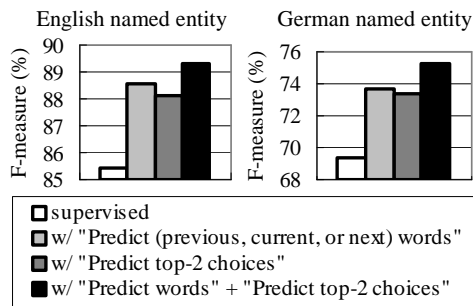 English named entity
German named entity
F-measure (%)
90
89
88
87
86
85
F-measure (%)
76
74
72
70
68
supervised
w/ "Predict (previous, current, or next) words"
w/ "Predict top-2 choices"
w/ "Predict words" + "Predict top-2 choices"